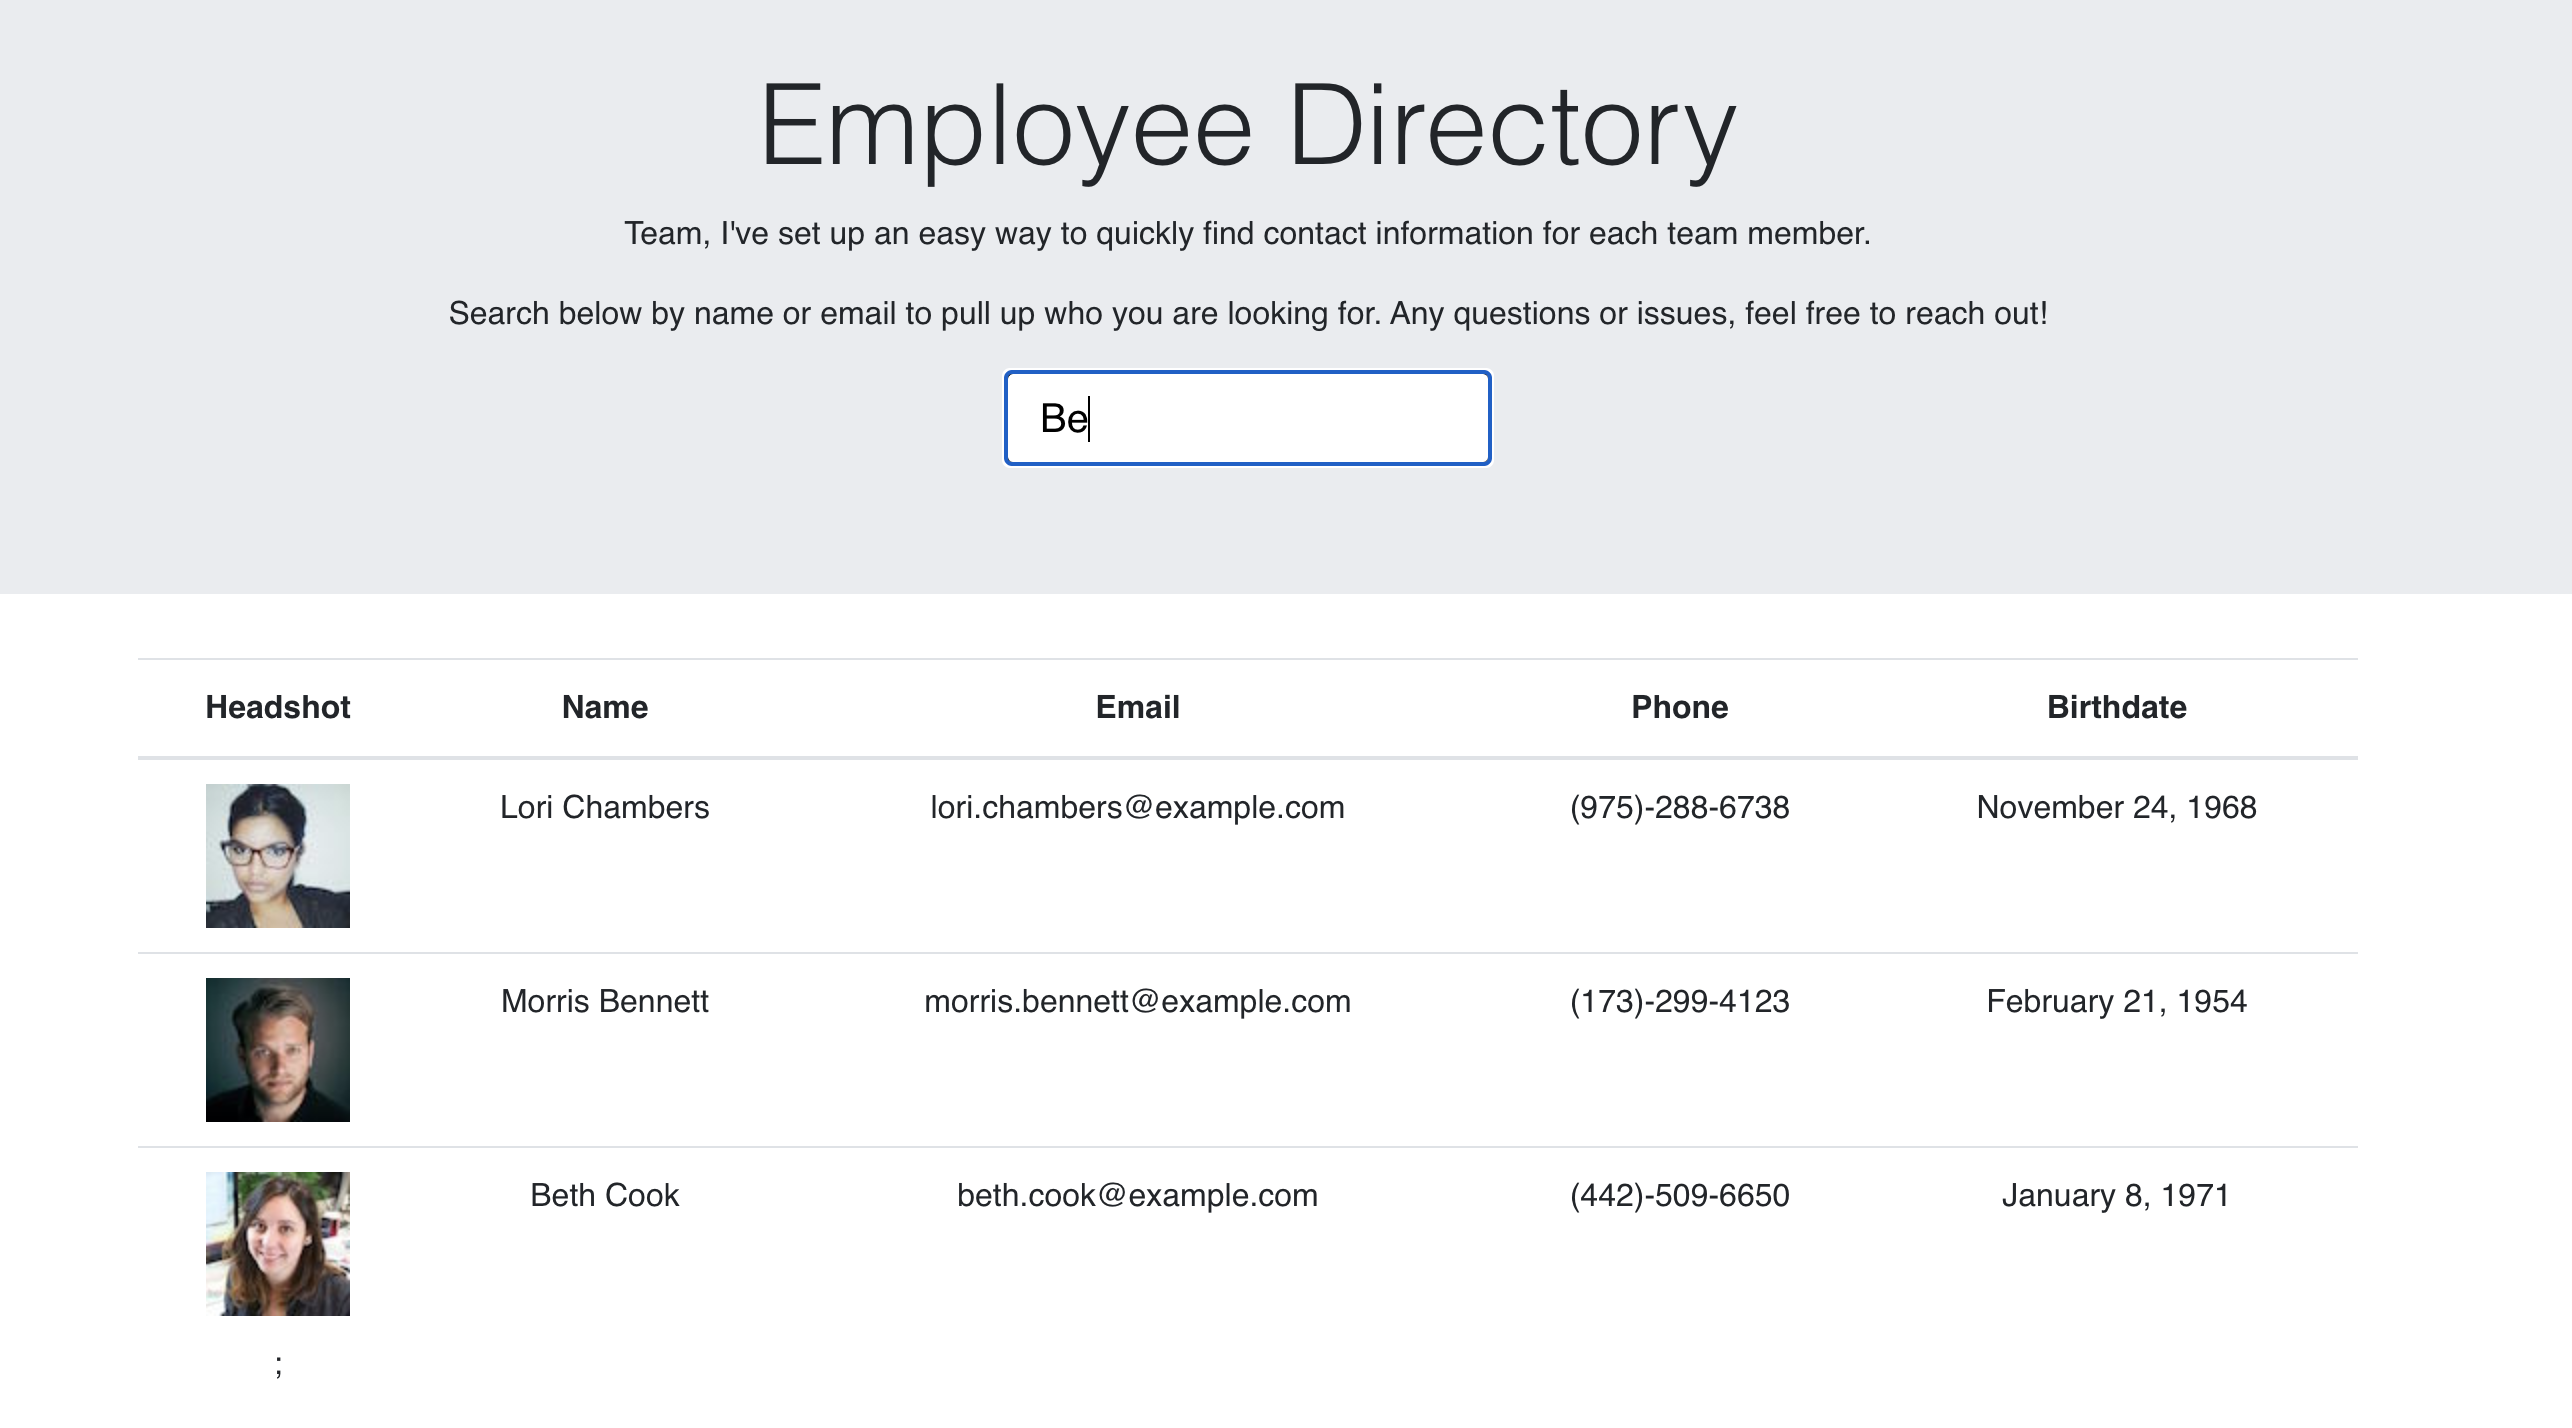 Employee Directory
Team, I've set up an easy way to quickly find contact information for each team member.
Search below by name or email to pull up who you are looking for. Any questions or issues, feel free to reach out!
Be
Headshot Name Email Phone Birthdate
Lori Chambers lori.chambers@example.com (975)-288-6738 November 24, 1968
Morris Bennett morris.bennett@example.com (173)-299-4123 February 21, 1954
Beth Cook beth.cook@example.com (442)-509-6650 January 8, 1971
;